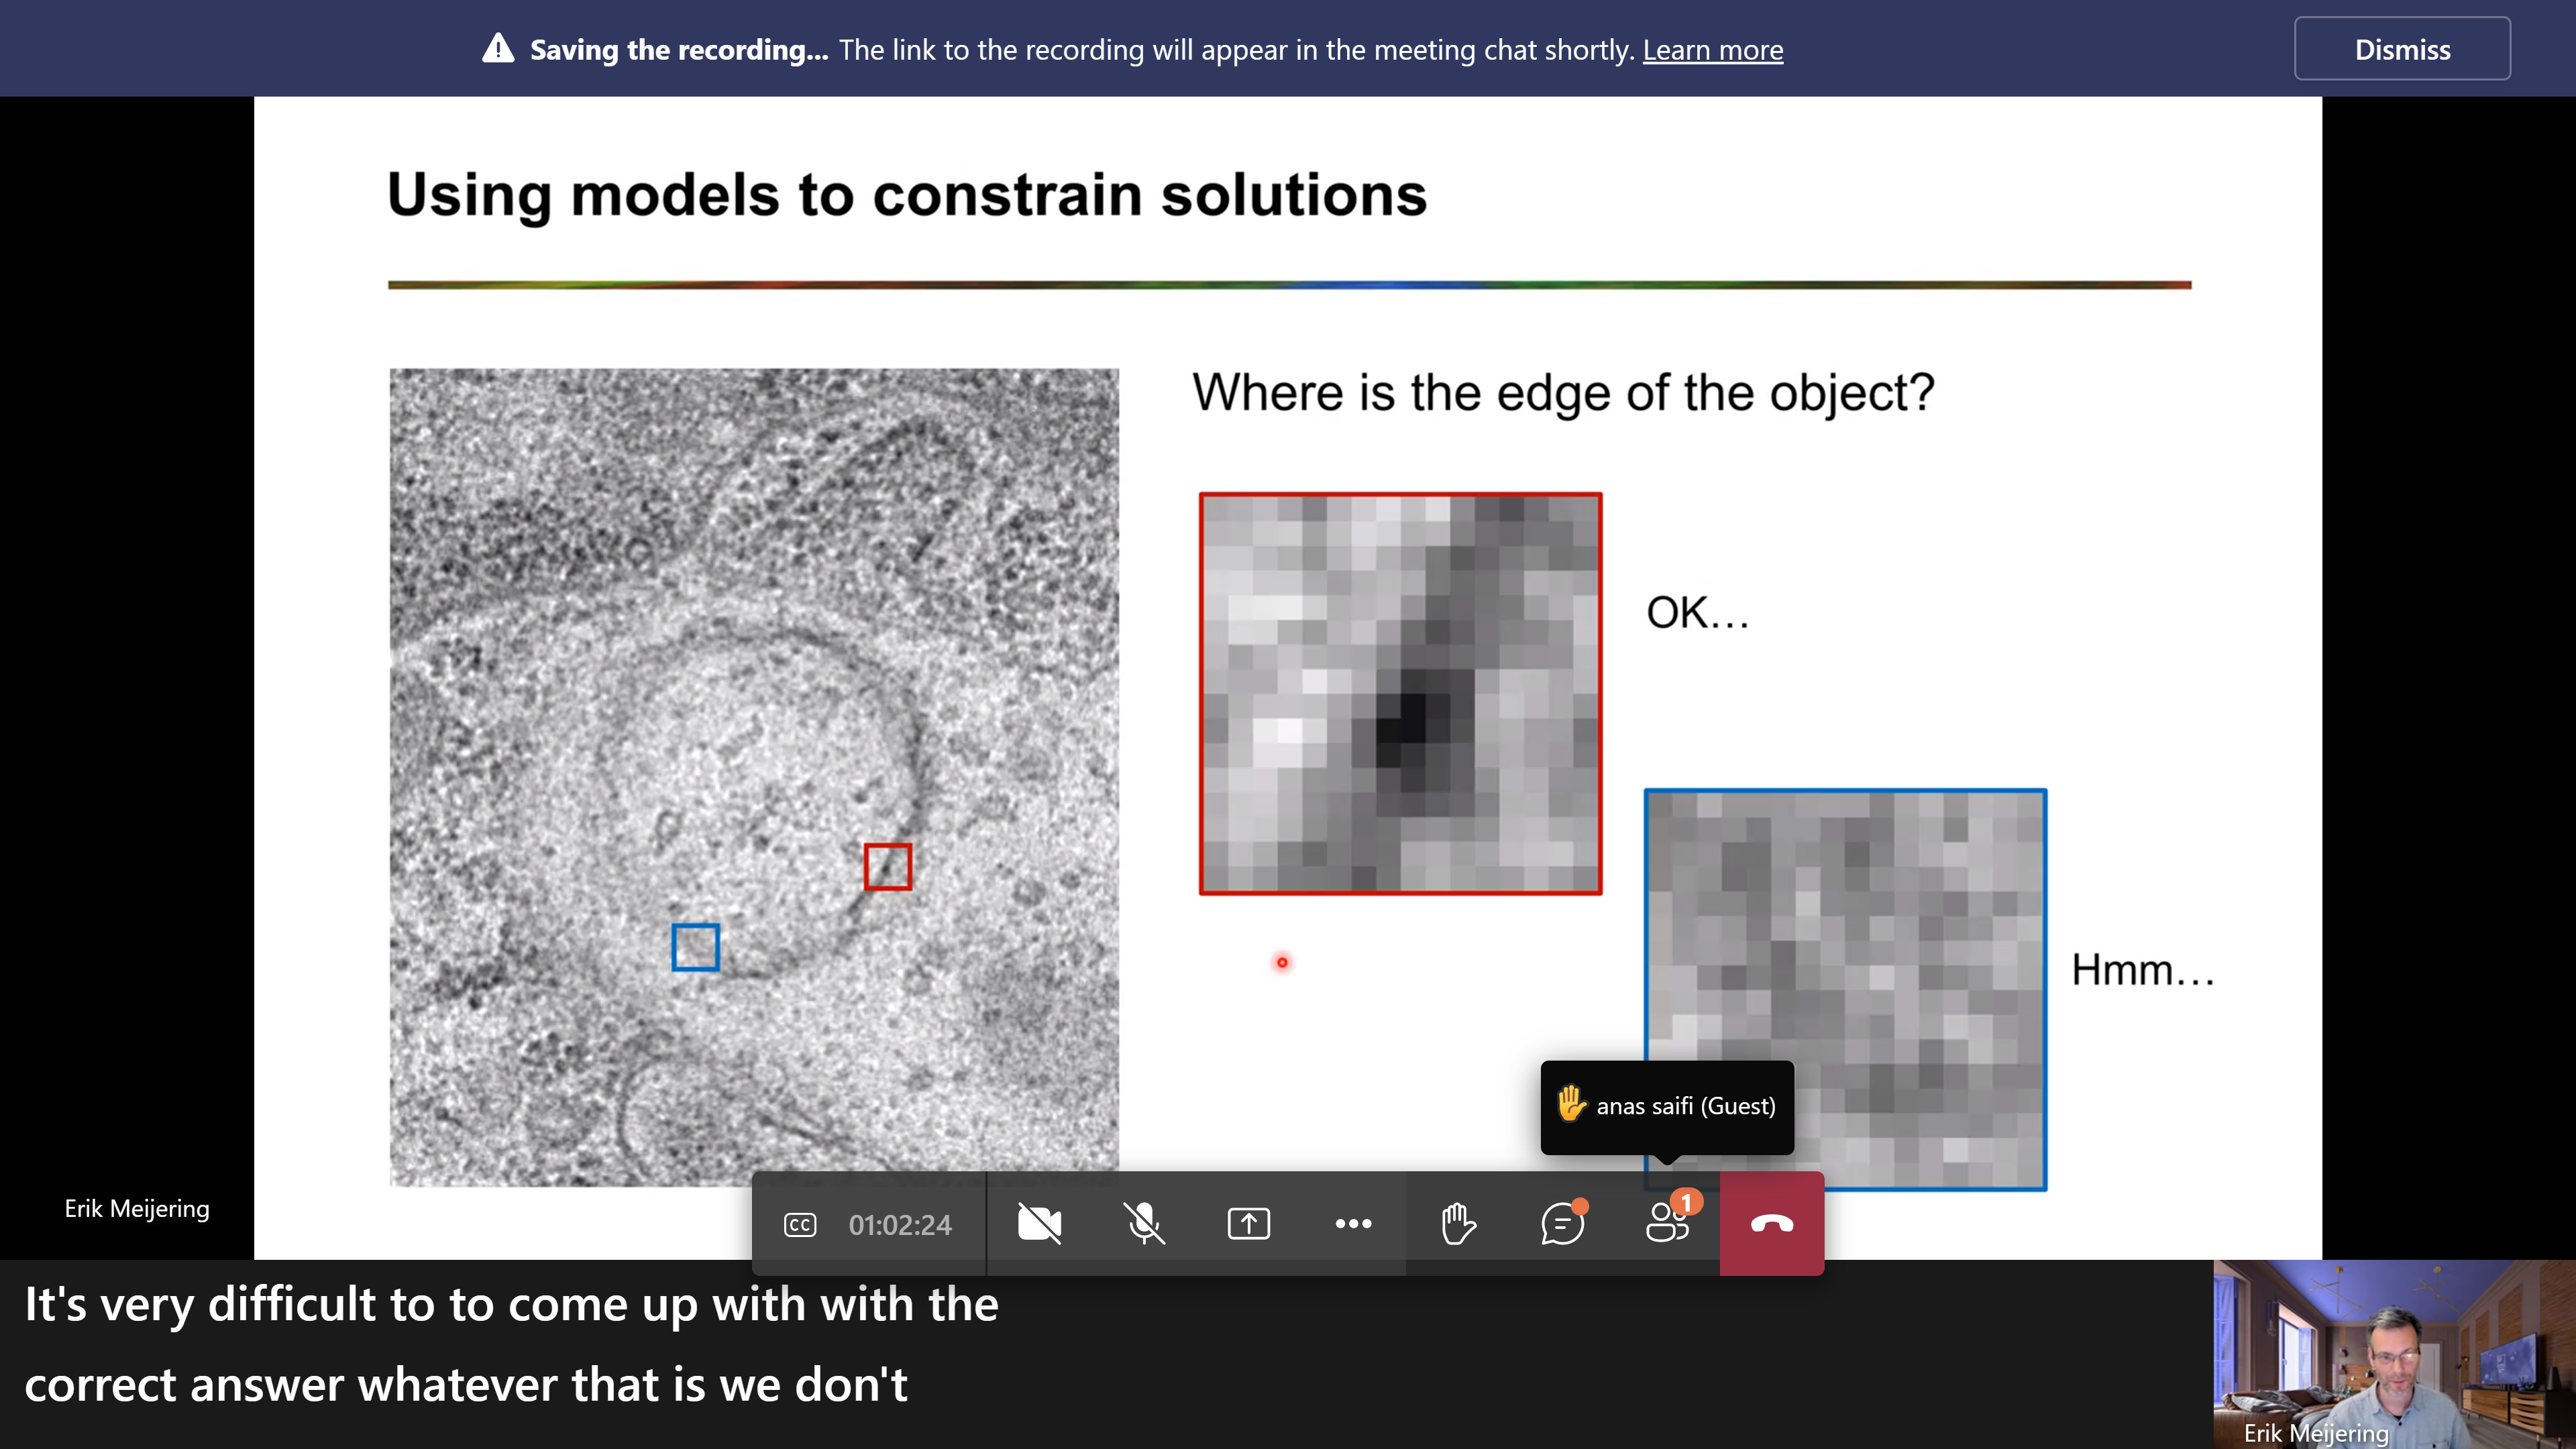 Saving the recording... The link to the recording will appear in the meeting chat shortly. Learn more
Dismiss
Using models to constrain solutions
Where is the edge of the object?
OK...
Hmm...
✋ anas saifi (Guest)
Erik Meijering
CC
01:02:24
1
It's very difficult to to come up with with the
correct answer whatever that is we don't
Erik Meijering